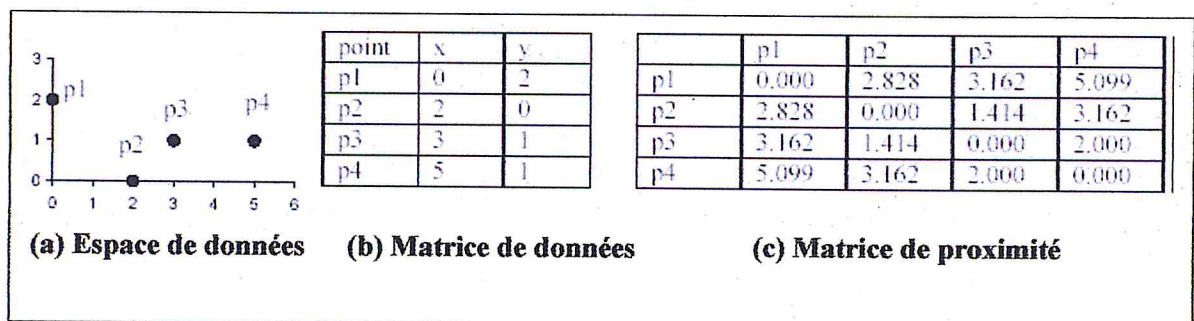 3
2
1
0
0 1 2 3 4 5 6
p1
p2
p3
p4
point x y
p1 0 2
p2 2 0
p3 3 1
p4 5 1
p1 p2 p3 p4
p1 0.000 2.828 3.162 5.099
p2 2.828 0.000 1.414 3.162
p3 3.162 1.414 0.000 2.000
p4 5.099 3.162 2.000 0.000
(a) Espace de données
(b) Matrice de données
(c) Matrice de proximité